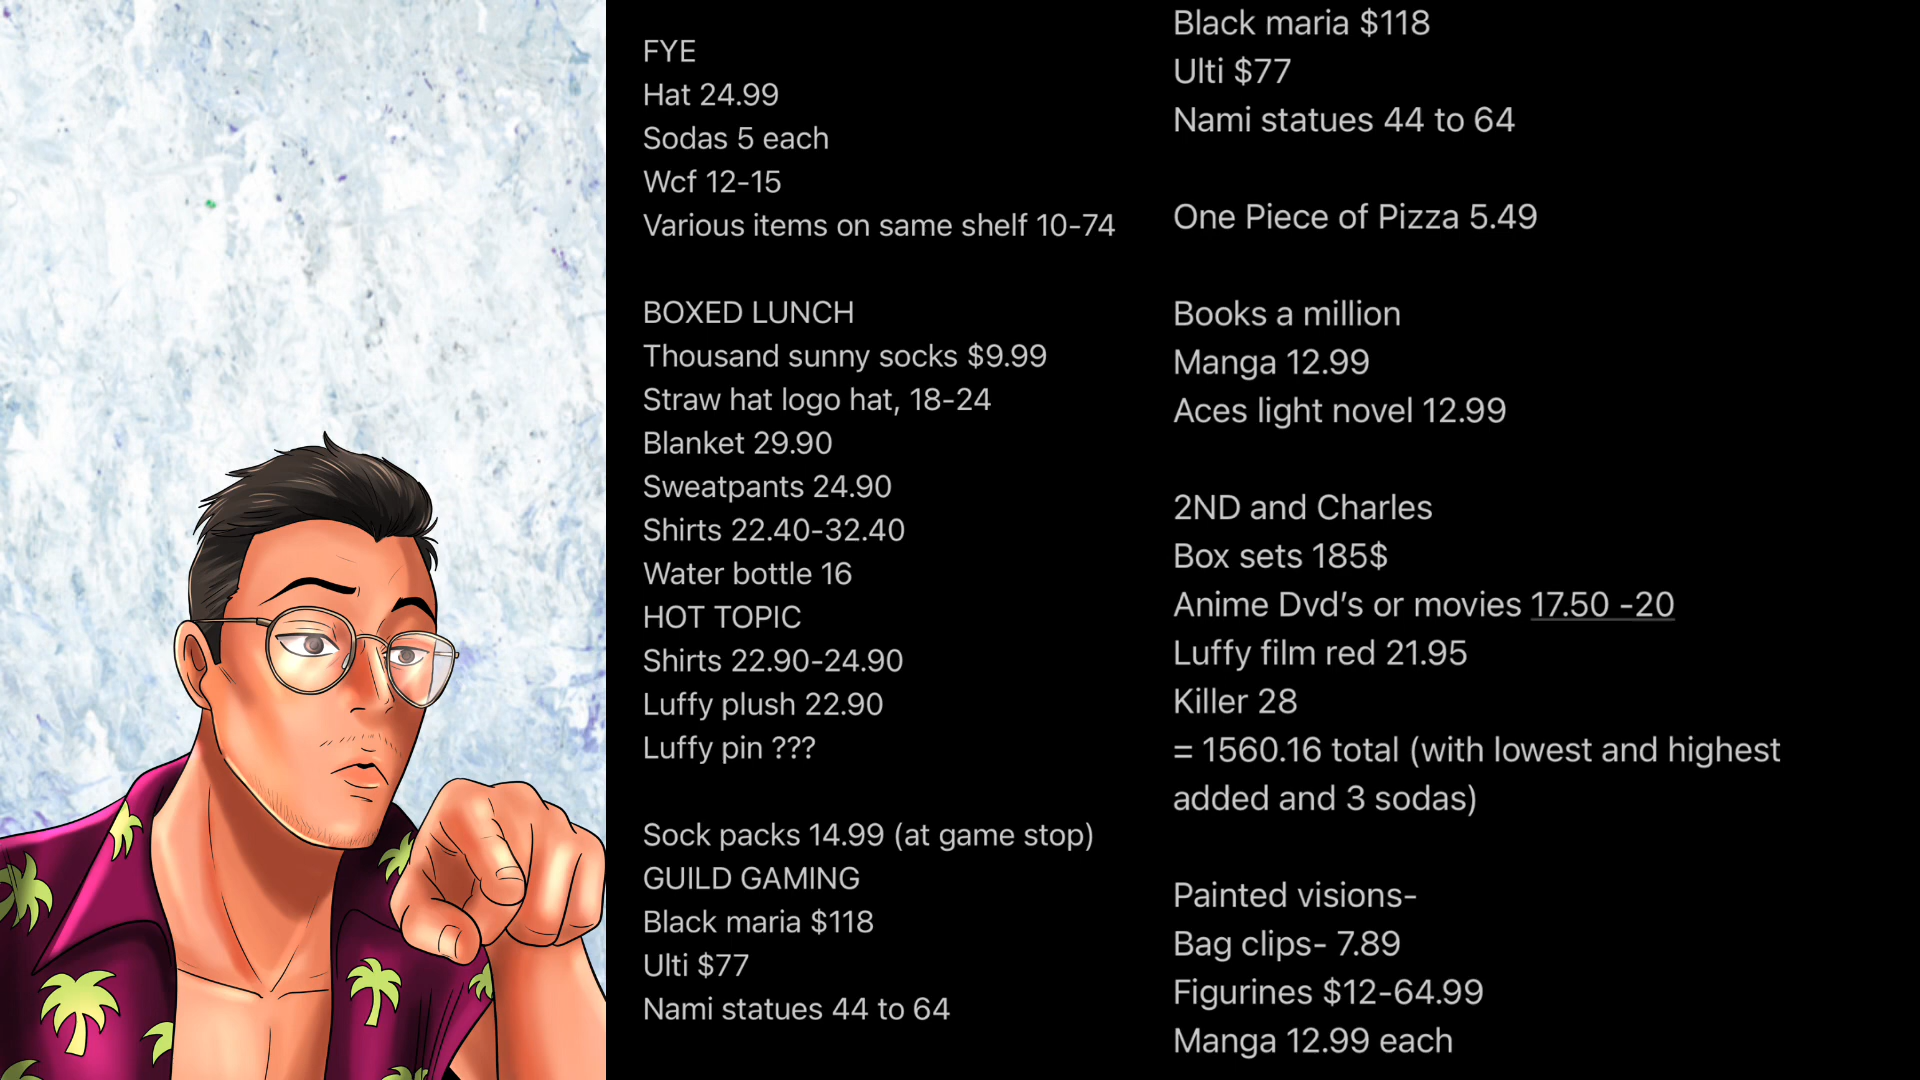 FYE
Hat 24.99
Sodas 5 each
Wcf 12-15
Various items on same shelf 10-74
BOXED LUNCH
Thousand sunny socks $9.99
Straw hat logo hat, 18-24
Blanket 29.90
Sweatpants 24.90
Shirts 22.40-32.40
Water bottle 16
HOT TOPIC
Shirts 22.90-24.90
Luffy plush 22.90
Luffy pin ???
Sock packs 14.99 (at game stop)
GUILD GAMING
Black maria $118
Ulti $77
Nami statues 44 to 64
Black maria $118
Ulti $77
Nami statues 44 to 64
One Piece of Pizza 5.49
Books a million
Manga 12.99
Aces light novel 12.99
2ND and Charles
Box sets 185$
Anime Dvd’s or movies 17.50 -20
Luffy film red 21.95
Killer 28
= 1560.16 total (with lowest and highest
added and 3 sodas)
Painted visions-
Bag clips- 7.89
Figurines $12-64.99
Manga 12.99 each